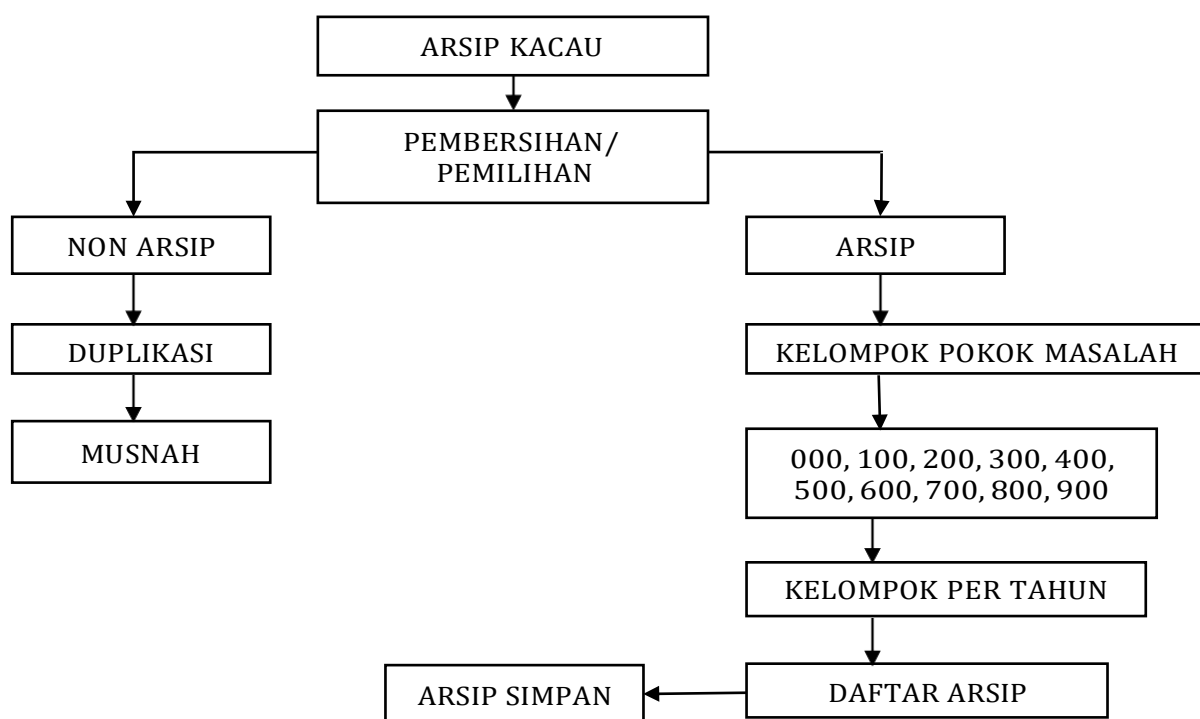 ARSIP KACAU
PEMBERSIHAN/
PEMILIHAN
NON ARSIP
ARSIP
DUPLIKASI
KELOMPOK POKOK MASALAH
MUSNAH
000, 100, 200, 300, 400,
500, 600, 700, 800, 900
KELOMPOK PER TAHUN
ARSIP SIMPAN
DAFTAR ARSIP